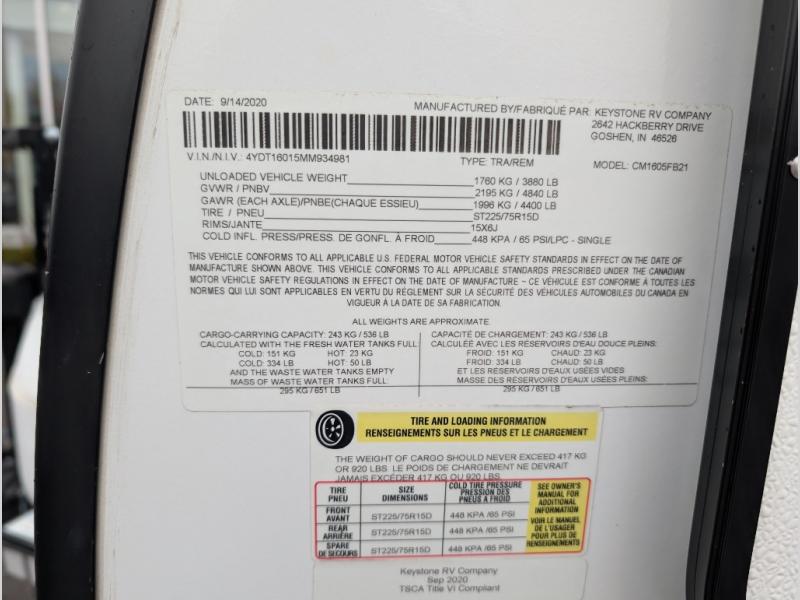 DATE: 9/14/2020
MANUFACTURED BY/FABRIQUÉ PAR: KEYSTONE RV COMPANY
2642 HACKBERRY DRIVE
GOSHEN, IN 46526
V.I.N./N.I.V.: 4YDT16015MM934981
TYPE: TRA/REM
MODEL: CM1605FB21
UNLOADED VEHICLE WEIGHT 1760 KG / 3880 LB
GVWR / PNBV 2195 KG / 4840 LB
GAWR (EACH AXLE)/PNBE(CHAQUE ESSIEU) 1996 KG / 4400 LB
TIRE / PNEU ST225/75R15D
RIMS/JANTE 15X6J
COLD INFL. PRESS/PRESS. DE GONFL. À FROID 448 KPA / 65 PSI/LPC - SINGLE
THIS VEHICLE CONFORMS TO ALL APPLICABLE U.S. FEDERAL MOTOR VEHICLE SAFETY STANDARDS IN EFFECT ON THE DATE OF
MANUFACTURE SHOWN ABOVE. THIS VEHICLE CONFORMS TO ALL APPLICABLE STANDARDS PRESCRIBED UNDER THE CANADIAN
MOTOR VEHICLE SAFETY REGULATIONS IN EFFECT ON THE DATE OF MANUFACTURE – CE VÉHICULE EST CONFORME À TOUTES LES
NORMES QUI LUI SONT APPLICABLES EN VERTU DU RÈGLEMENT SUR LA SÉCURITÉ DES VÉHICULES AUTOMOBILES DU CANADA EN
VIGUEUR À LA DATE DE SA FABRICATION.
ALL WEIGHTS ARE APPROXIMATE.
CARGO-CARRYING CAPACITY: 243 KG / 536 LB
CALCULATED WITH THE FRESH WATER TANKS FULL:
COLD: 151 KG HOT: 23 KG
COLD: 334 LB HOT: 50 LB
AND THE WASTE WATER TANKS EMPTY
MASS OF WASTE WATER TANKS FULL:
295 KG / 651 LB
CAPACITÉ DE CHARGEMENT: 243 KG / 536 LB
CALCULÉE AVEC LES RÉSERVOIRS D'EAU DOUCE PLEINS:
FROID: 151 KG CHAUD: 23 KG
FROID: 334 LB CHAUD: 50 LB
ET LES RÉSERVOIRS D'EAUX USÉES VIDES
MASSE DES RÉSERVOIRS D'EAUX USÉES PLEINS:
295 KG / 651 LB
TIRE AND LOADING INFORMATION
RENSEIGNEMENTS SUR LES PNEUS ET LE CHARGEMENT
THE WEIGHT OF CARGO SHOULD NEVER EXCEED 417 KG
OR 920 LBS. LE POIDS DE CHARGEMENT NE DEVRAIT
JAMAIS EXCÉDER 417 KG OU 920 LBS.
TIRE
PNEU
SIZE
DIMENSIONS
COLD TIRE PRESSURE
PRESSION DES
PNEUS A FROID
FRONT
AVANT
ST225/75R15D
448 KPA /65 PSI
REAR
ARRIÈRE
ST225/75R15D
448 KPA /65 PSI
SPARE
DE SECOURS
ST225/75R15D
448 KPA /65 PSI
SEE OWNER'S
MANUAL FOR
ADDITIONAL
INFORMATION
VOIR LE MANUEL
DE L'USAGER
POUR PLUS DE
RENSEIGNEMENTS
Keystone RV Company
Sep 2020
TSCA Title VI Compliant